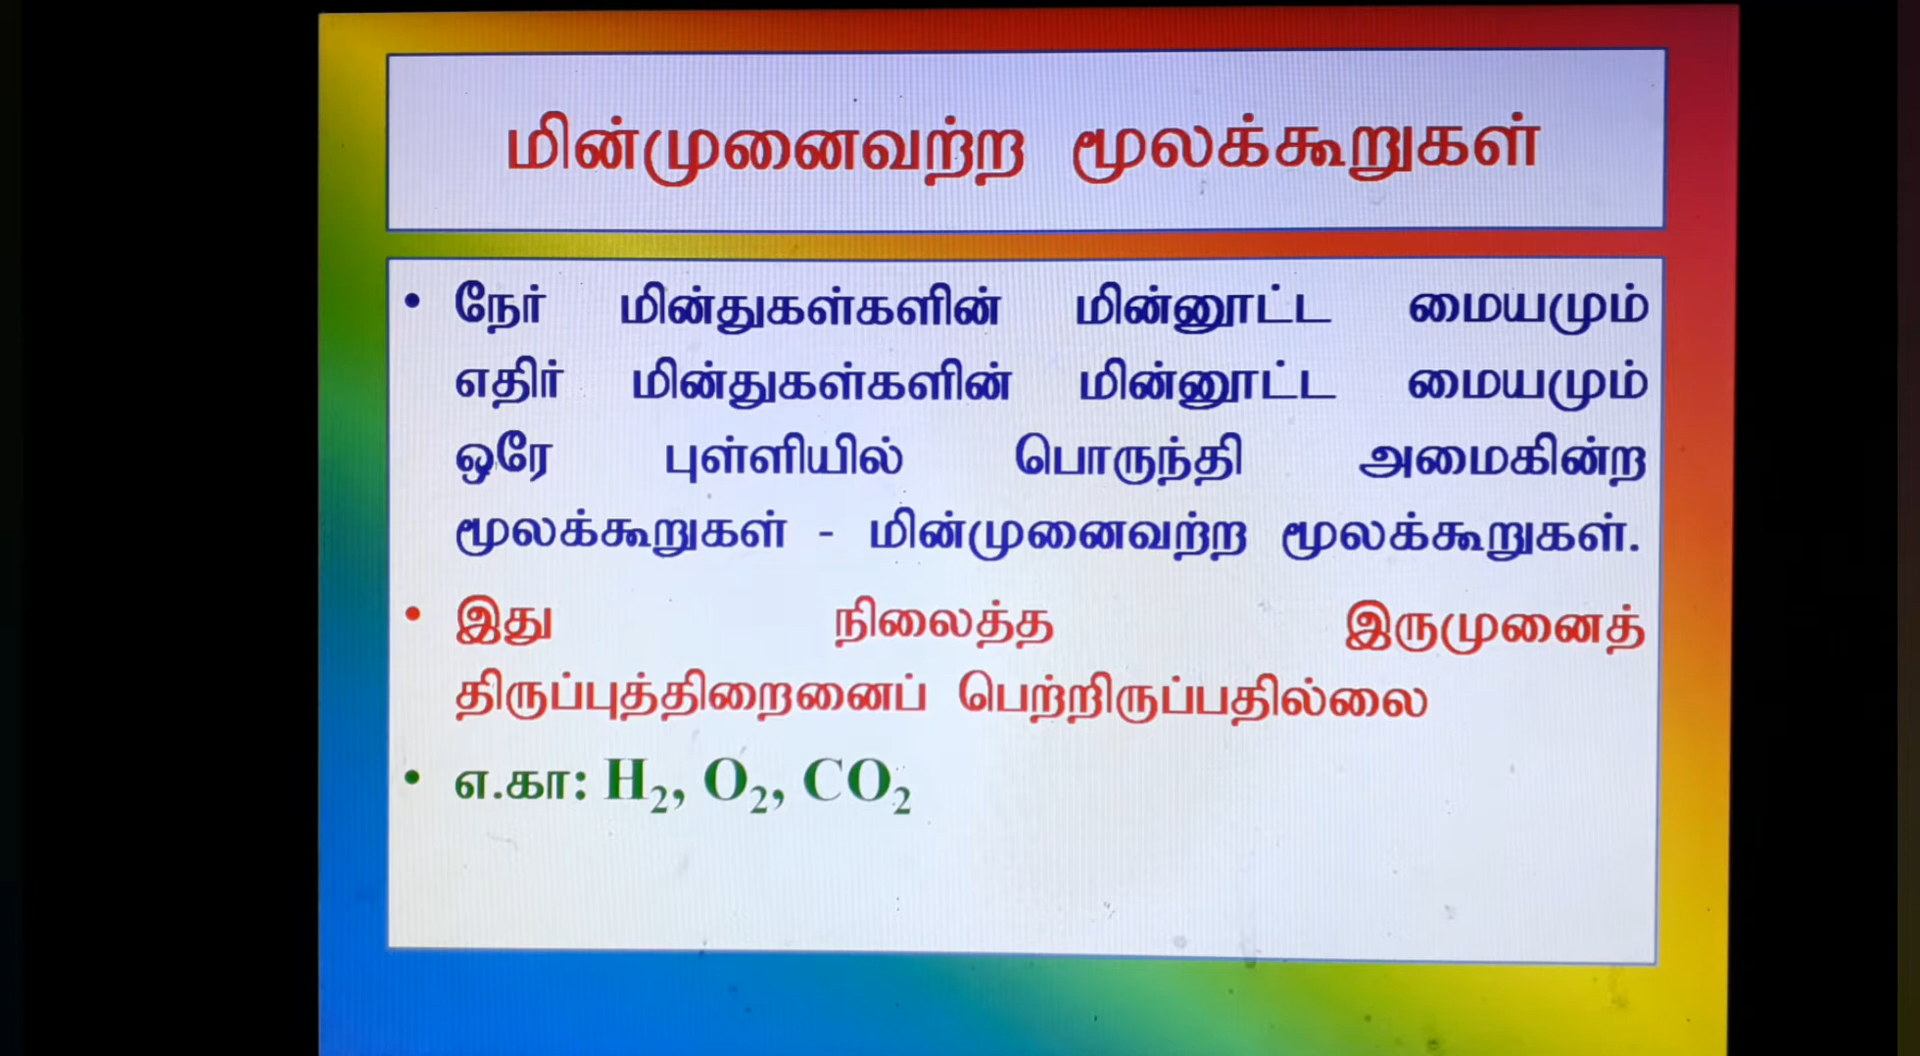 மின்முனைவற்ற மூலக்கூறுகள்
• நேர் மின்துகள்களின் மின்னூட்ட மையமும்
எதிர் மின்துகள்களின் மின்னூட்ட மையமும்
ஒரே புள்ளியில் பொருந்தி அமைகின்ற
மூலக்கூறுகள் - மின்முனைவற்ற மூலக்கூறுகள்.
• இது நிலைத்த இருமுனைத்
திருப்புத்திறைனைப் பெற்றிருப்பதில்லை
• எ.கா: H₂, O₂, CO₂